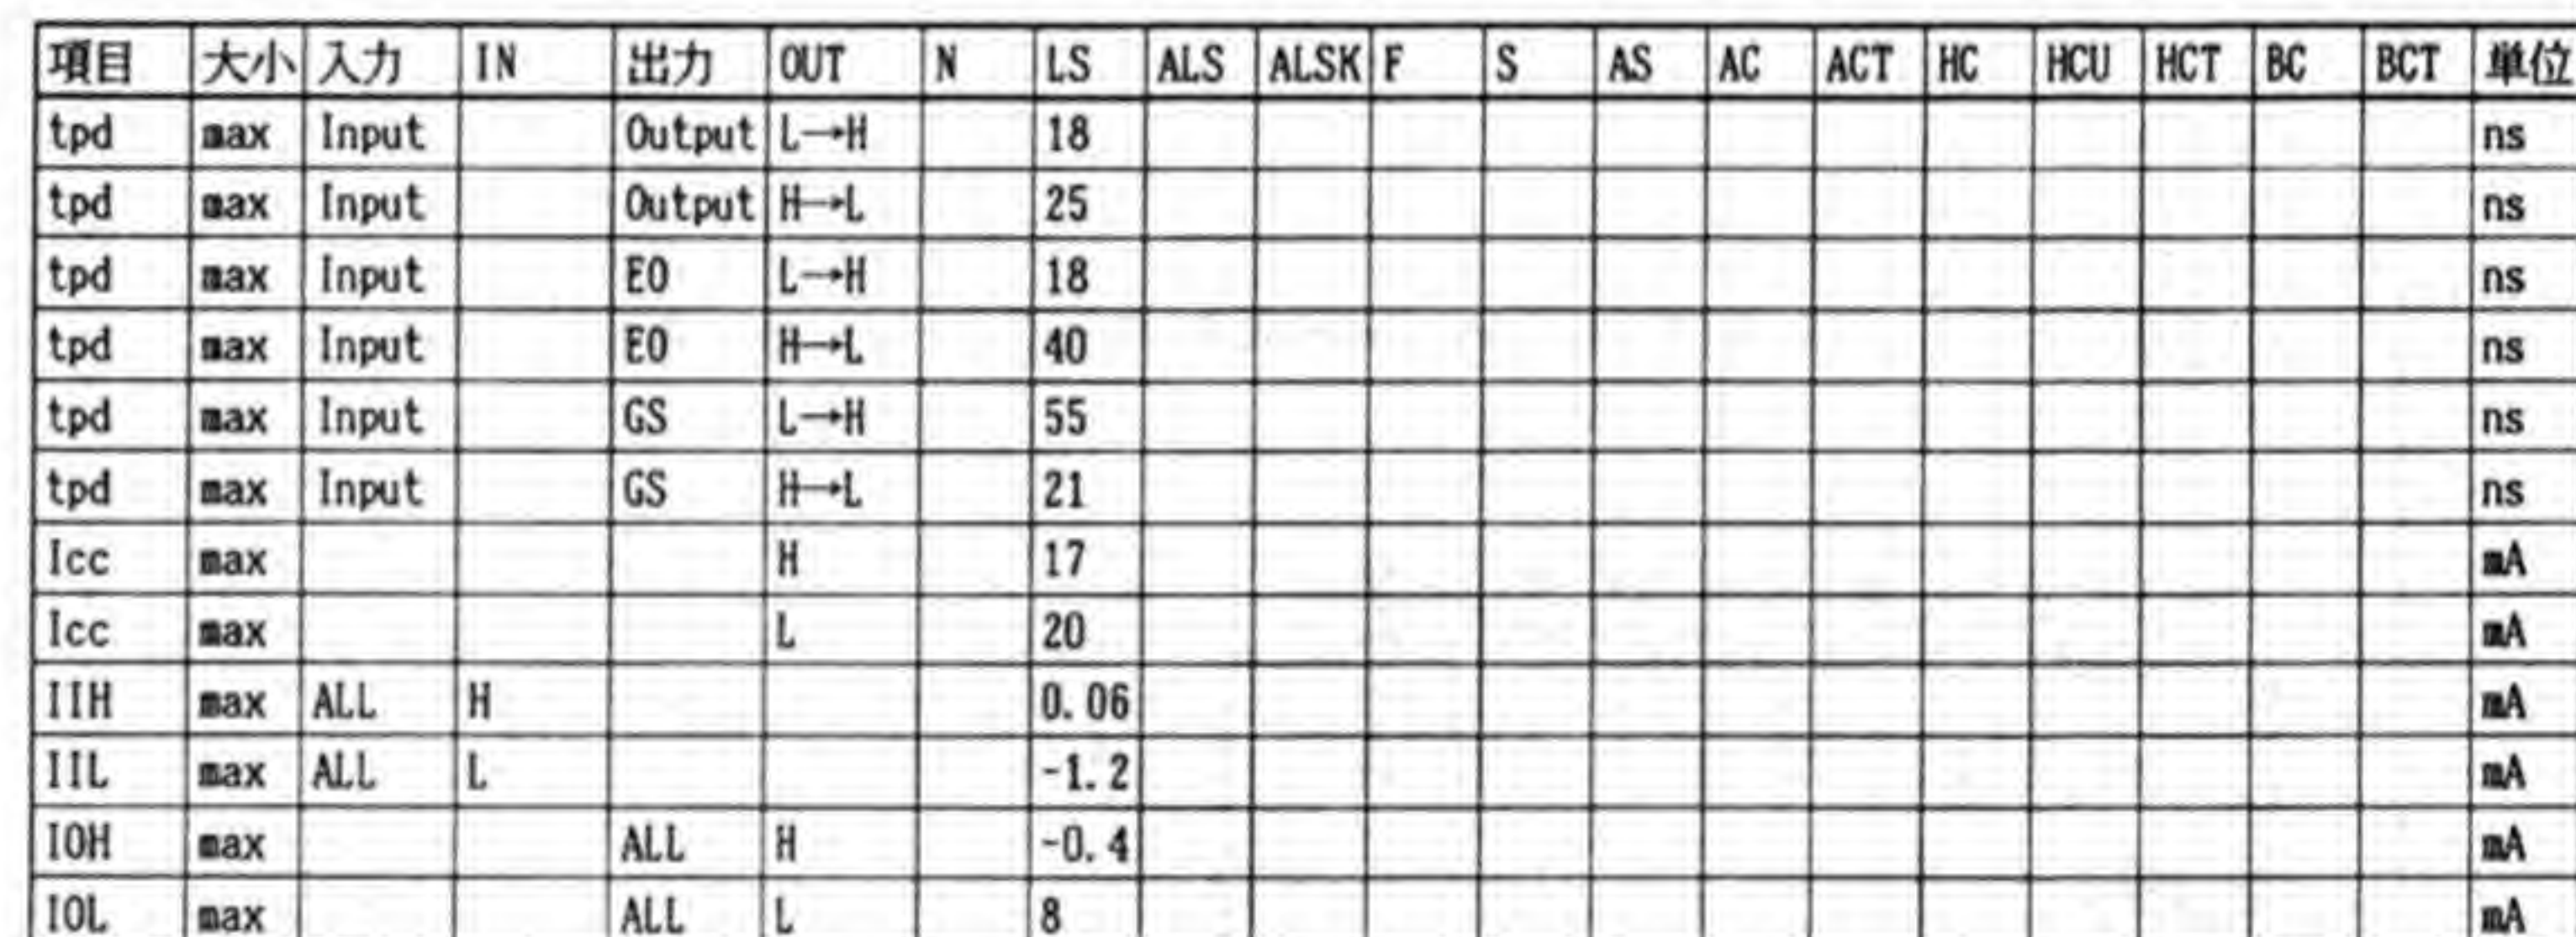 項目 大小 入力 IN 出力 OUT N LS ALS ALSK F S AS AC ACT HC HCU HCT BC BCT 単位
tpd max Input Output L→H 18 ns
tpd max Input Output H→L 25 ns
tpd max Input EO L→H 18 ns
tpd max Input EO H→L 40 ns
tpd max Input GS L→H 55 ns
tpd max Input GS H→L 21 ns
Icc max H 17 mA
Icc max L 20 mA
IIH max ALL H 0.06 mA
IIL max ALL L -1.2 mA
IOH max ALL H -0.4 mA
IOL max ALL L 8 mA